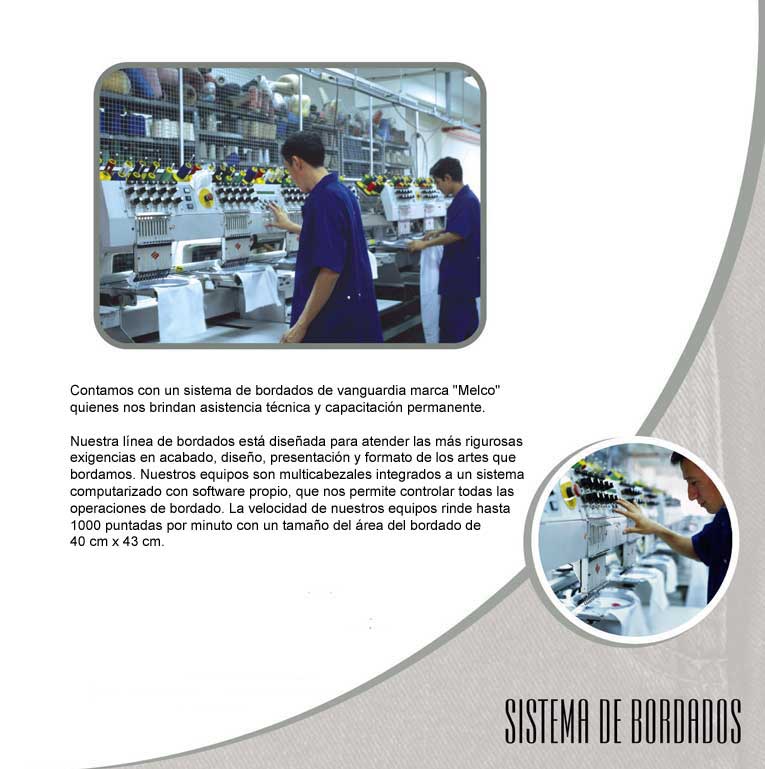 Contamos con un sistema de bordados de vanguardia marca "Melco"
quienes nos brindan asistencia técnica y capacitación permanente.
Nuestra línea de bordados está diseñada para atender las más rigurosas
exigencias en acabado, diseño, presentación y formato de los artes que
bordamos. Nuestros equipos son multicabezales integrados a un sistema
computarizado con software propio, que nos permite controlar todas las
operaciones de bordado. La velocidad de nuestros equipos rinde hasta
1000 puntadas por minuto con un tamaño del área del bordado de
40 cm x 43 cm.
SISTEMA DE BORDADOS